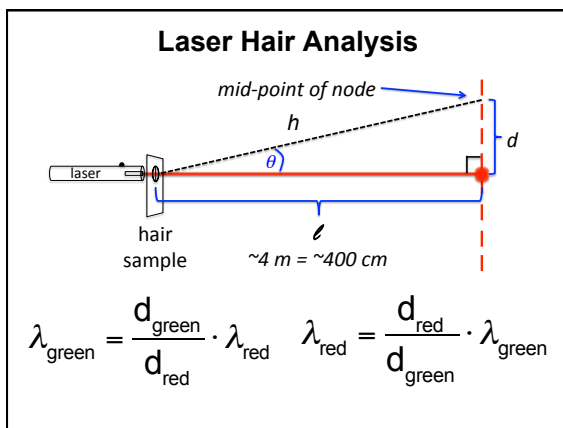 Laser Hair Analysis
mid-point of node
h
d
θ
laser
hair
sample
ℓ
~4 m = ~400 cm
λgreen = dgreen/dred · λred
λred = dred/dgreen · λgreen